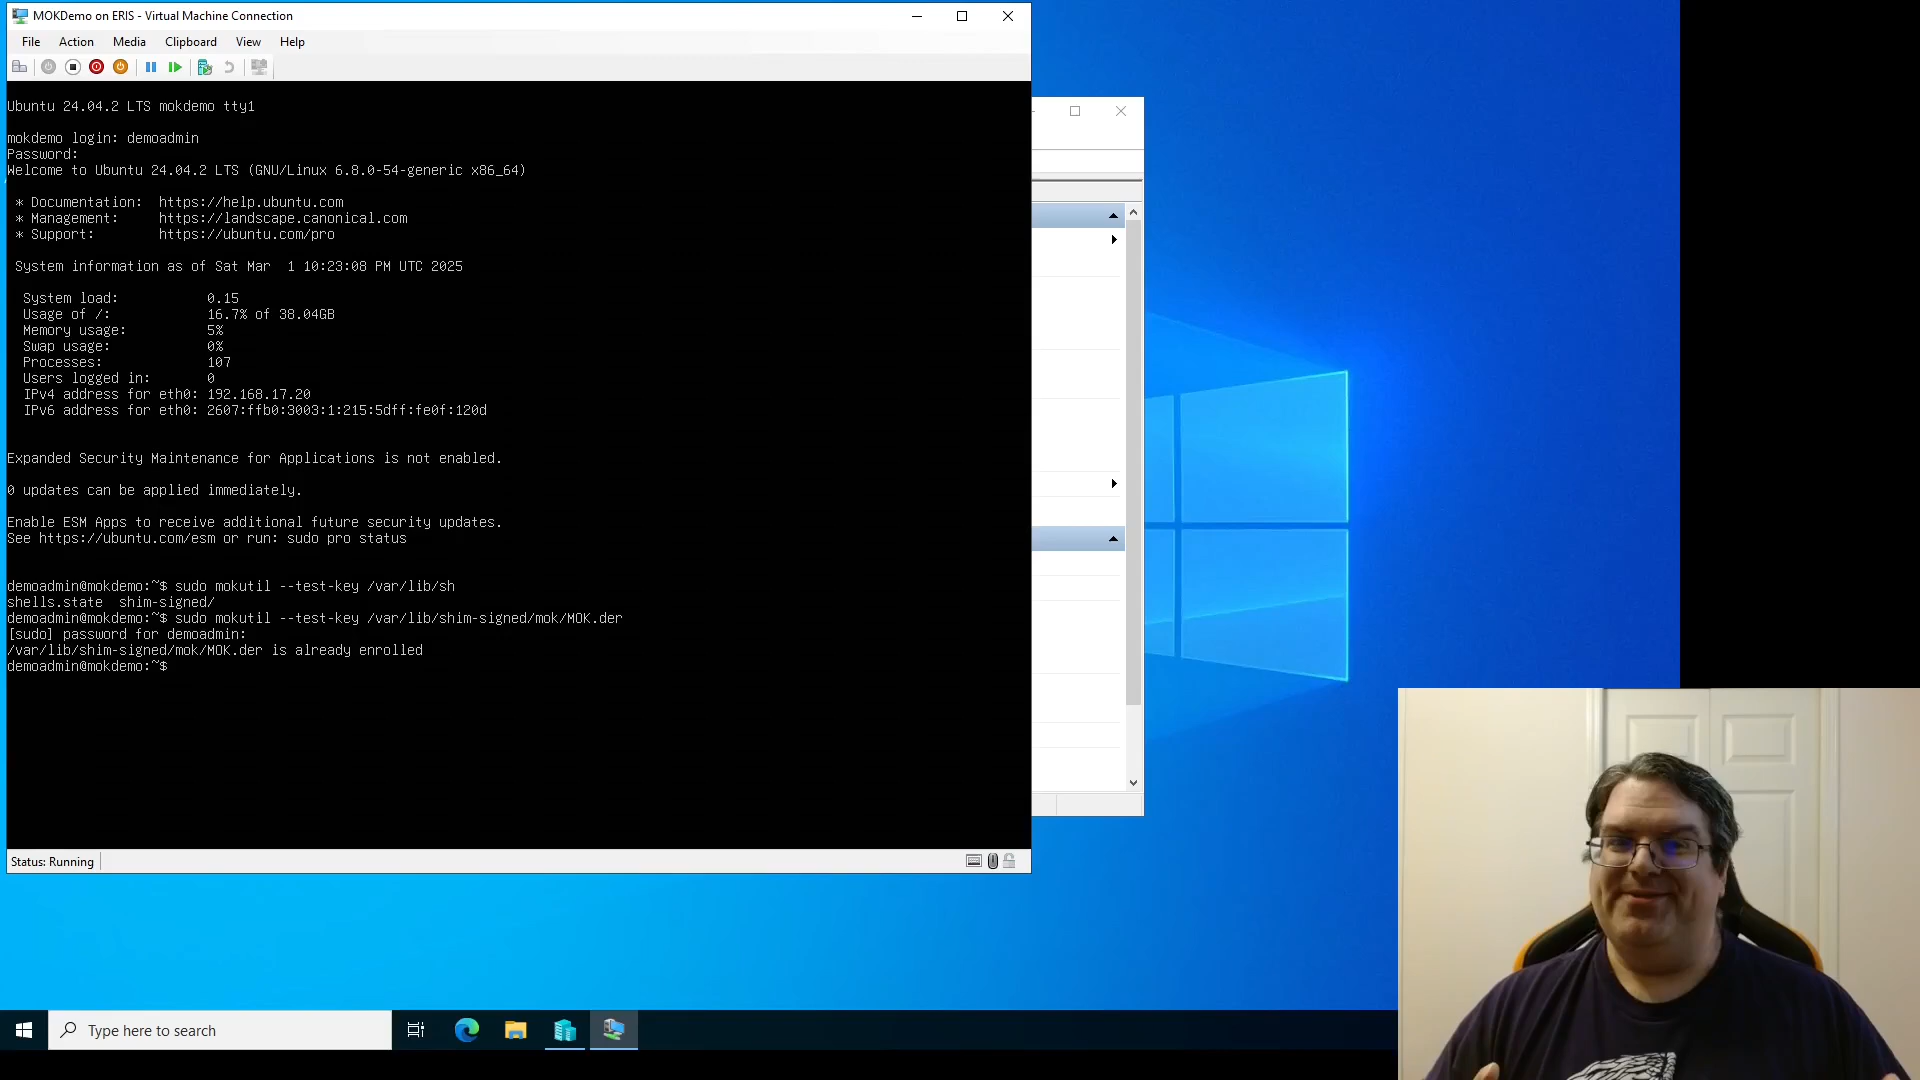 MOKDemo on ERIS - Virtual Machine Connection
File Action Media Clipboard View Help
Ubuntu 24.04.2 LTS mokdemo tty1
mokdemo login: demoadmin
Password:
Welcome to Ubuntu 24.04.2 LTS (GNU/Linux 6.8.0-54-generic x86_64)
* Documentation: https://help.ubuntu.com
* Management: https://landscape.canonical.com
* Support: https://ubuntu.com/pro
System information as of Sat Mar 1 10:23:08 PM UTC 2025
System load: 0.15
Usage of /: 16.7% of 38.04GB
Memory usage: 5%
Swap usage: 0%
Processes: 107
Users logged in: 0
IPv4 address for eth0: 192.168.17.20
IPv6 address for eth0: 2607:ffb0:3003:1:215:5dff:fe0f:120d
Expanded Security Maintenance for Applications is not enabled.
0 updates can be applied immediately.
Enable ESM Apps to receive additional future security updates.
See https://ubuntu.com/esm or run: sudo pro status
demoadmin@mokdemo:~$ sudo mokutil --test-key /var/lib/sh
shells.state shim-signed/
demoadmin@mokdemo:~$ sudo mokutil --test-key /var/lib/shim-signed/mok/MOK.der
[sudo] password for demoadmin:
/var/lib/shim-signed/mok/MOK.der is already enrolled
demoadmin@mokdemo:~$
Status: Running
Type here to search